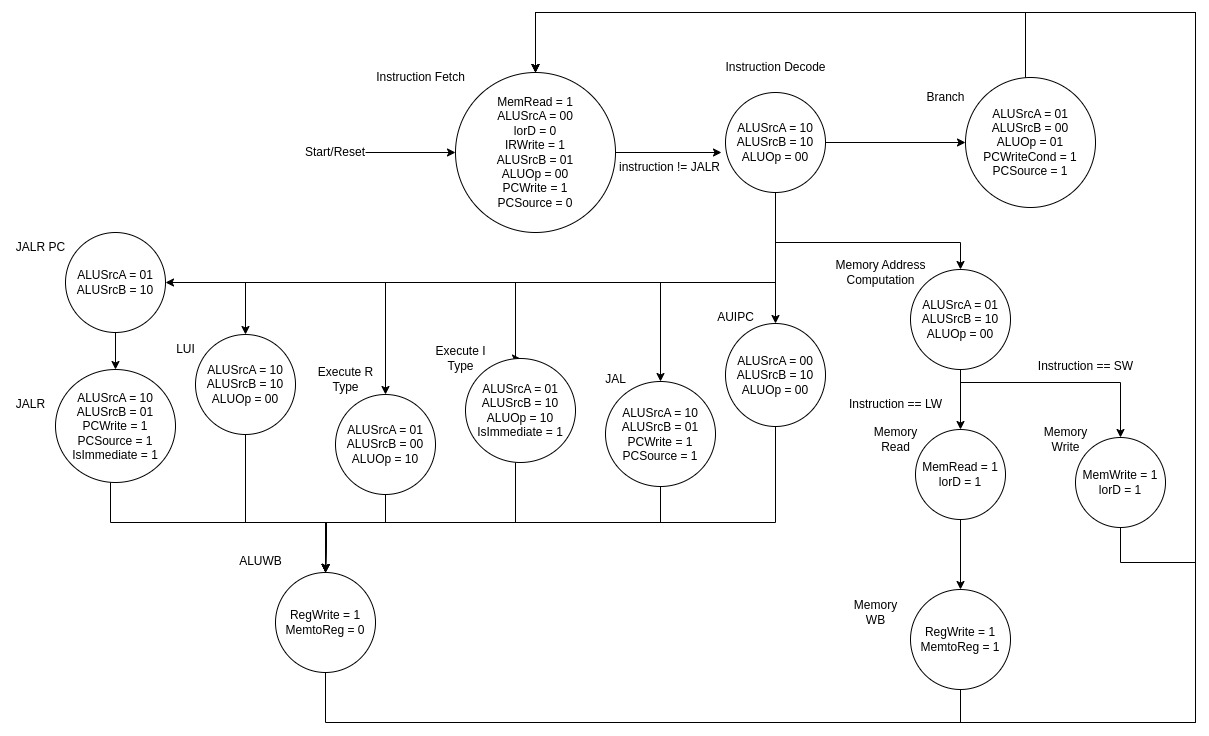 Instruction Fetch
MemRead = 1
ALUSrcA = 00
IorD = 0
IRWrite = 1
ALUSrcB = 01
ALUOp = 00
PCWrite = 1
PCSource = 0
Start/Reset
instruction != JALR
Instruction Decode
ALUSrcA = 10
ALUSrcB = 10
ALUOp = 00
Branch
ALUSrcA = 01
ALUSrcB = 00
ALUOp = 01
PCWriteCond = 1
PCSource = 1
JALR PC
ALUSrcA = 01
ALUSrcB = 10
JALR
ALUSrcA = 10
ALUSrcB = 01
PCWrite = 1
PCSource = 1
IsImmediate = 1
LUI
ALUSrcA = 10
ALUSrcB = 10
ALUOp = 00
Execute R
Type
ALUSrcA = 01
ALUSrcB = 00
ALUOp = 10
Execute I
Type
ALUSrcA = 01
ALUSrcB = 10
ALUOp = 10
IsImmediate = 1
JAL
ALUSrcA = 10
ALUSrcB = 01
PCWrite = 1
PCSource = 1
AUIPC
ALUSrcA = 00
ALUSrcB = 10
ALUOp = 00
Memory Address
Computation
ALUSrcA = 01
ALUSrcB = 10
ALUOp = 00
Instruction == LW
Instruction == SW
Memory
Read
MemRead = 1
IorD = 1
Memory
Write
MemWrite = 1
IorD = 1
ALUWB
RegWrite = 1
MemtoReg = 0
Memory
WB
RegWrite = 1
MemtoReg = 1